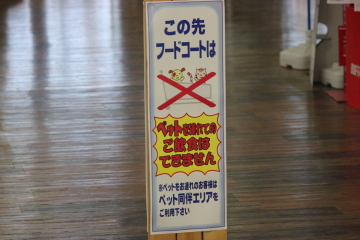 この先
フードコートは
ペットを連れての
ご飲食は
できません
※ペットをお連れのお客様は
ペット同伴エリアを
ご利用下さい